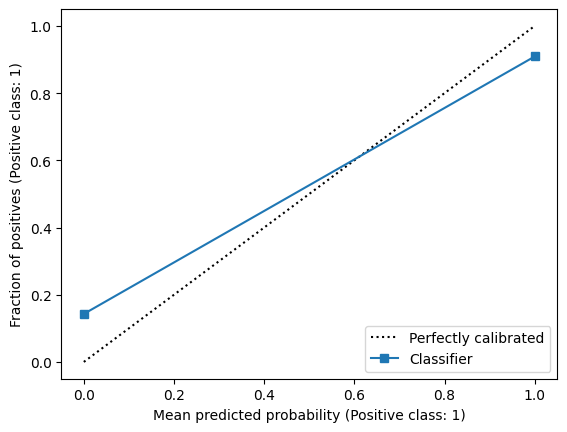 1.0
0.8
0.6
0.4
0.2
0.0
Fraction of positives (Positive class: 1)
Perfectly calibrated
Classifier
0.0 0.2 0.4 0.6 0.8 1.0
Mean predicted probability (Positive class: 1)